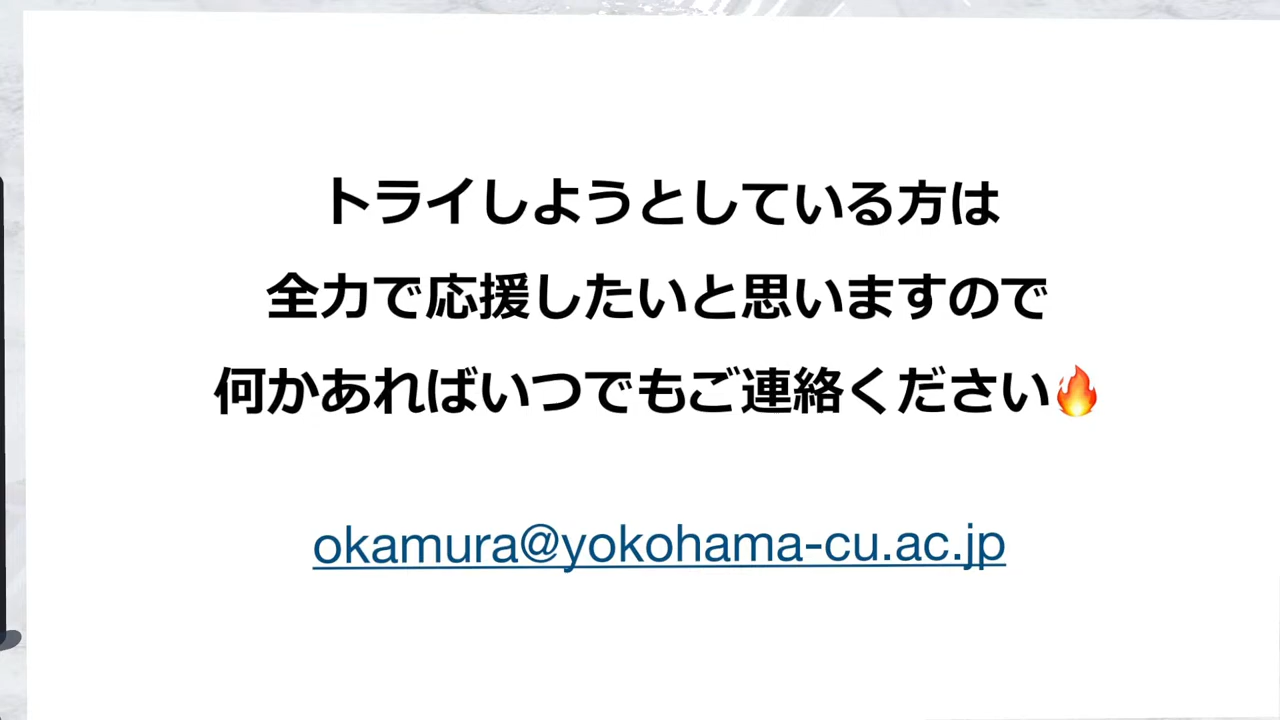 トライしようとしている方は
全力で応援したいと思いますので
何かあればいつでもご連絡ください🔥
okamura@yokohama-cu.ac.jp